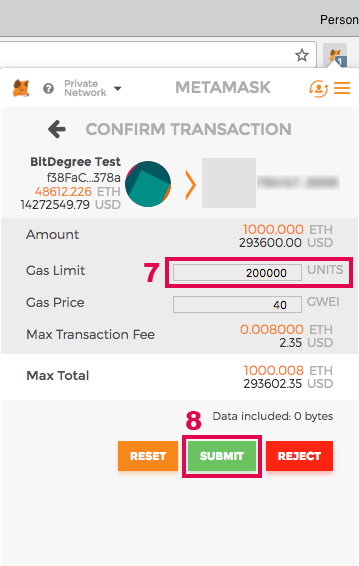 Person
1
Private
Network
METAMASK
CONFIRM TRANSACTION
BitDegree Test
f38FaC...378a
48612.226 ETH
14272549.79 USD
Amount 1000.000 ETH
293600.00 USD
7 Gas Limit 200000 UNITS
Gas Price 40 GWEI
Max Transaction Fee 0.008000 ETH
2.35 USD
Max Total 1000.008 ETH
293602.35 USD
8 Data included: 0 bytes
RESET SUBMIT REJECT